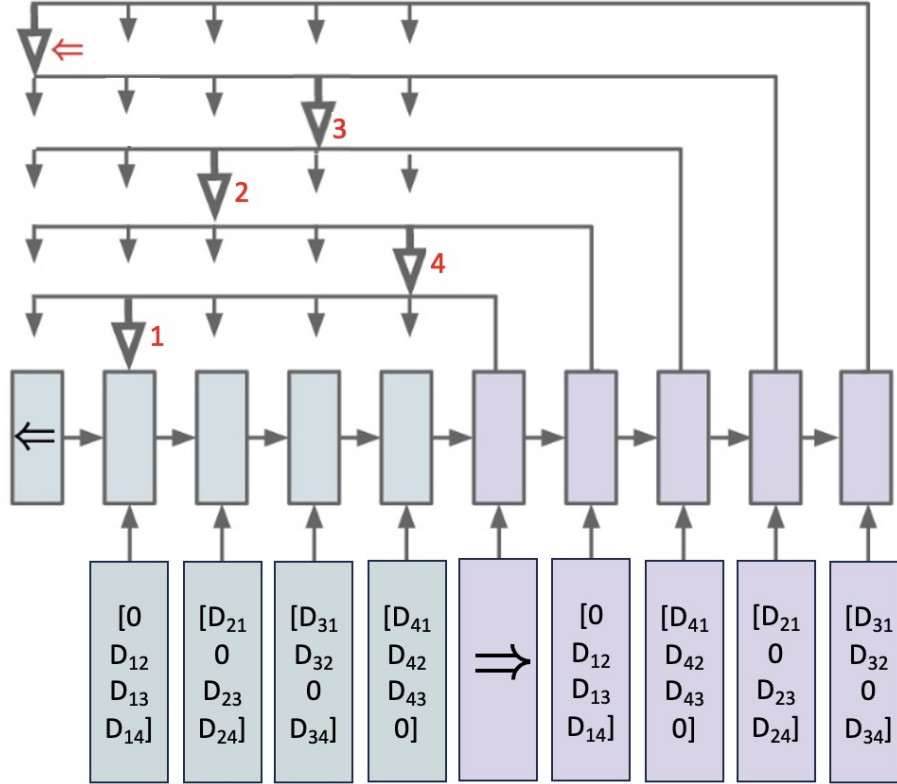 ⇐
3
2
4
1
⇐
[0
D₁₂
D₁₃
D₁₄]
[D₂₁
0
D₂₃
D₂₄]
[D₃₁
D₃₂
0
D₃₄]
[D₄₁
D₄₂
D₄₃
0]
⇒
[0
D₁₂
D₁₃
D₁₄]
[D₄₁
D₄₂
D₄₃
0]
[D₂₁
0
D₂₃
D₂₄]
[D₃₁
D₃₂
0
D₃₄]